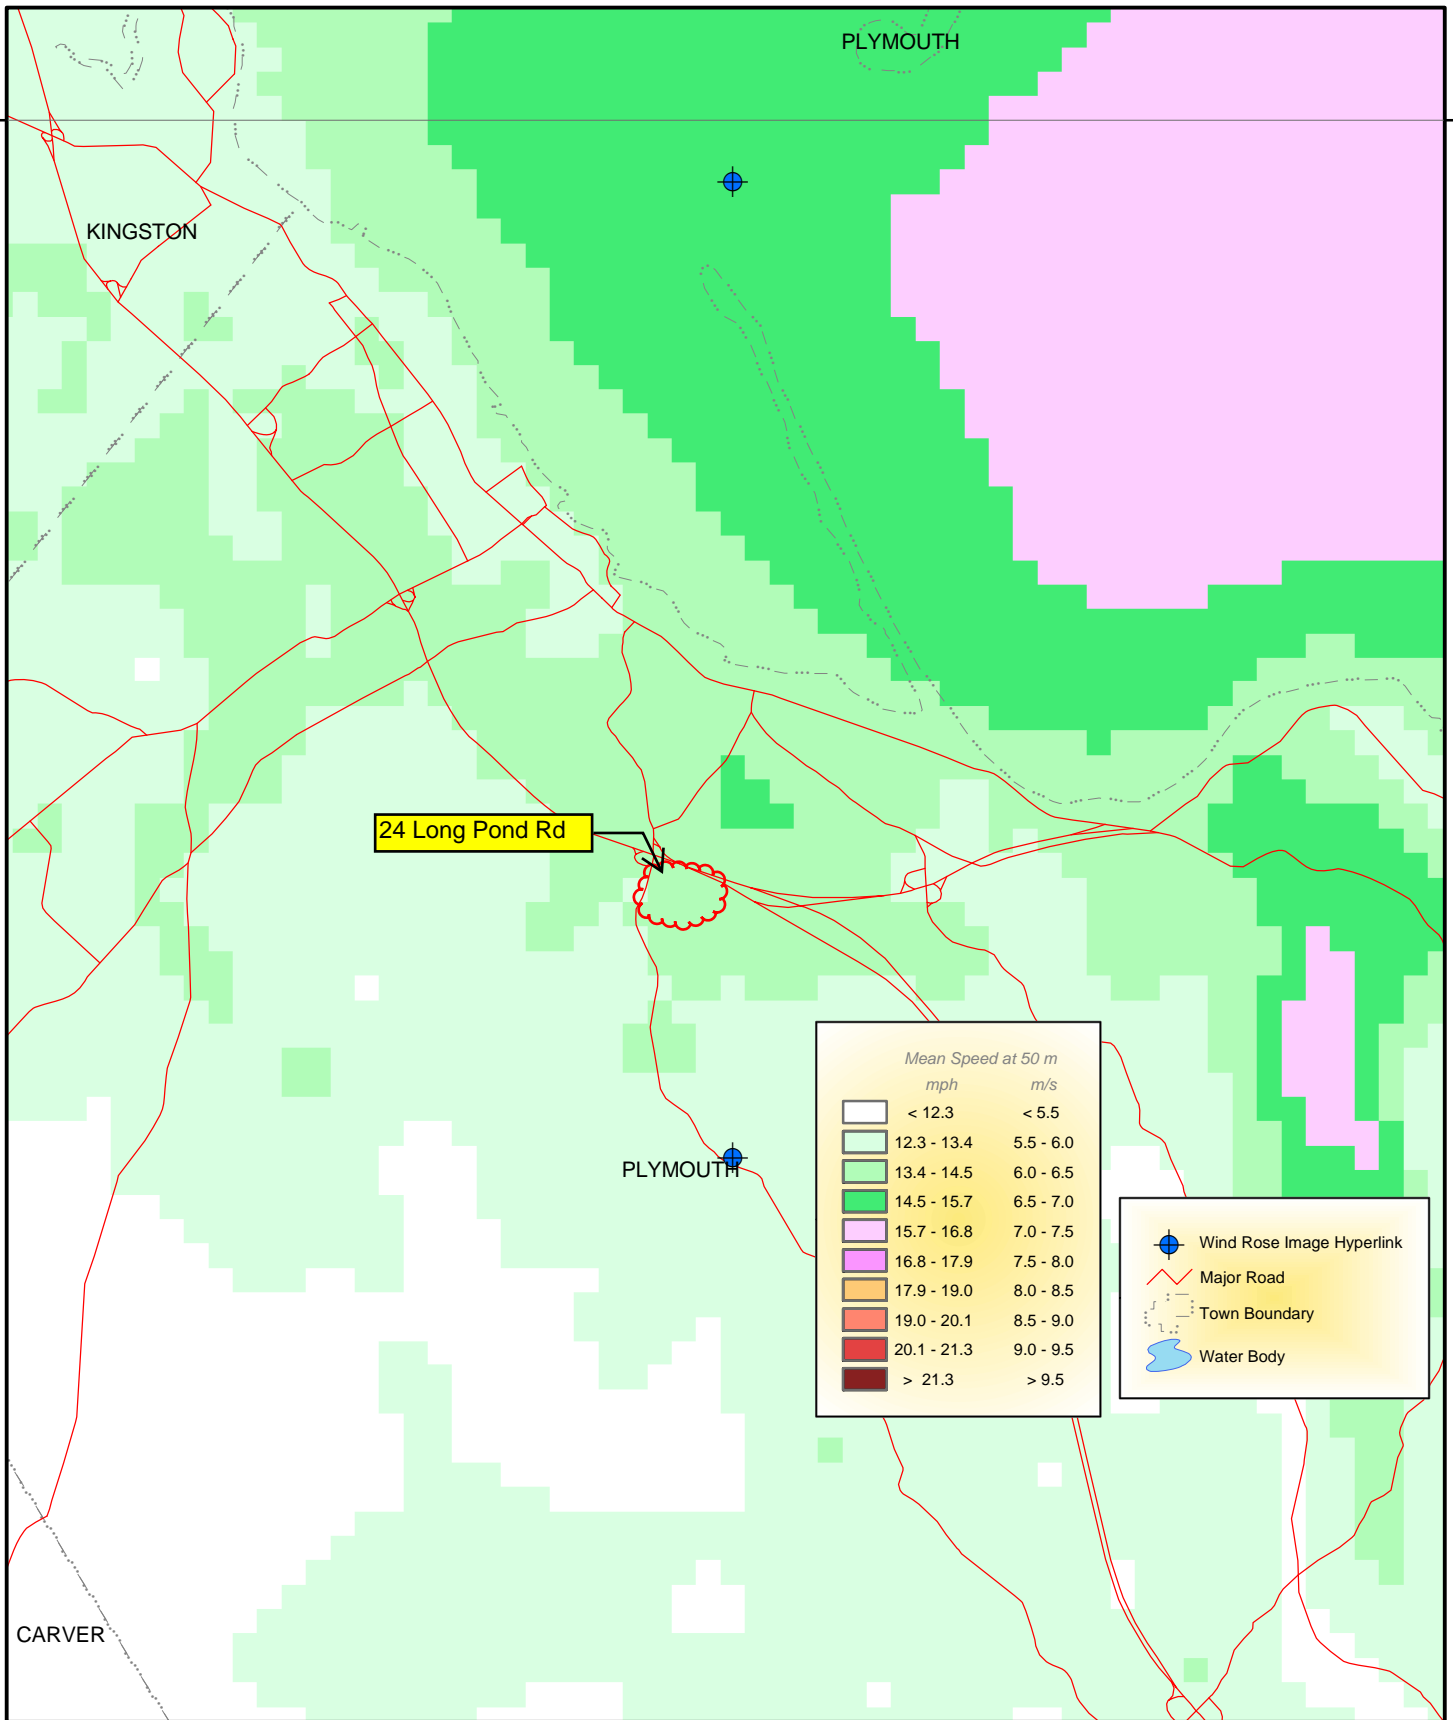 PLYMOUTH
KINGSTON
24 Long Pond Rd
PLYMOUTH
CARVER
Mean Speed at 50 m
mph m/s
< 12.3 < 5.5
12.3 - 13.4 5.5 - 6.0
13.4 - 14.5 6.0 - 6.5
14.5 - 15.7 6.5 - 7.0
15.7 - 16.8 7.0 - 7.5
16.8 - 17.9 7.5 - 8.0
17.9 - 19.0 8.0 - 8.5
19.0 - 20.1 8.5 - 9.0
20.1 - 21.3 9.0 - 9.5
> 21.3 > 9.5
Wind Rose Image Hyperlink
Major Road
Town Boundary
Water Body